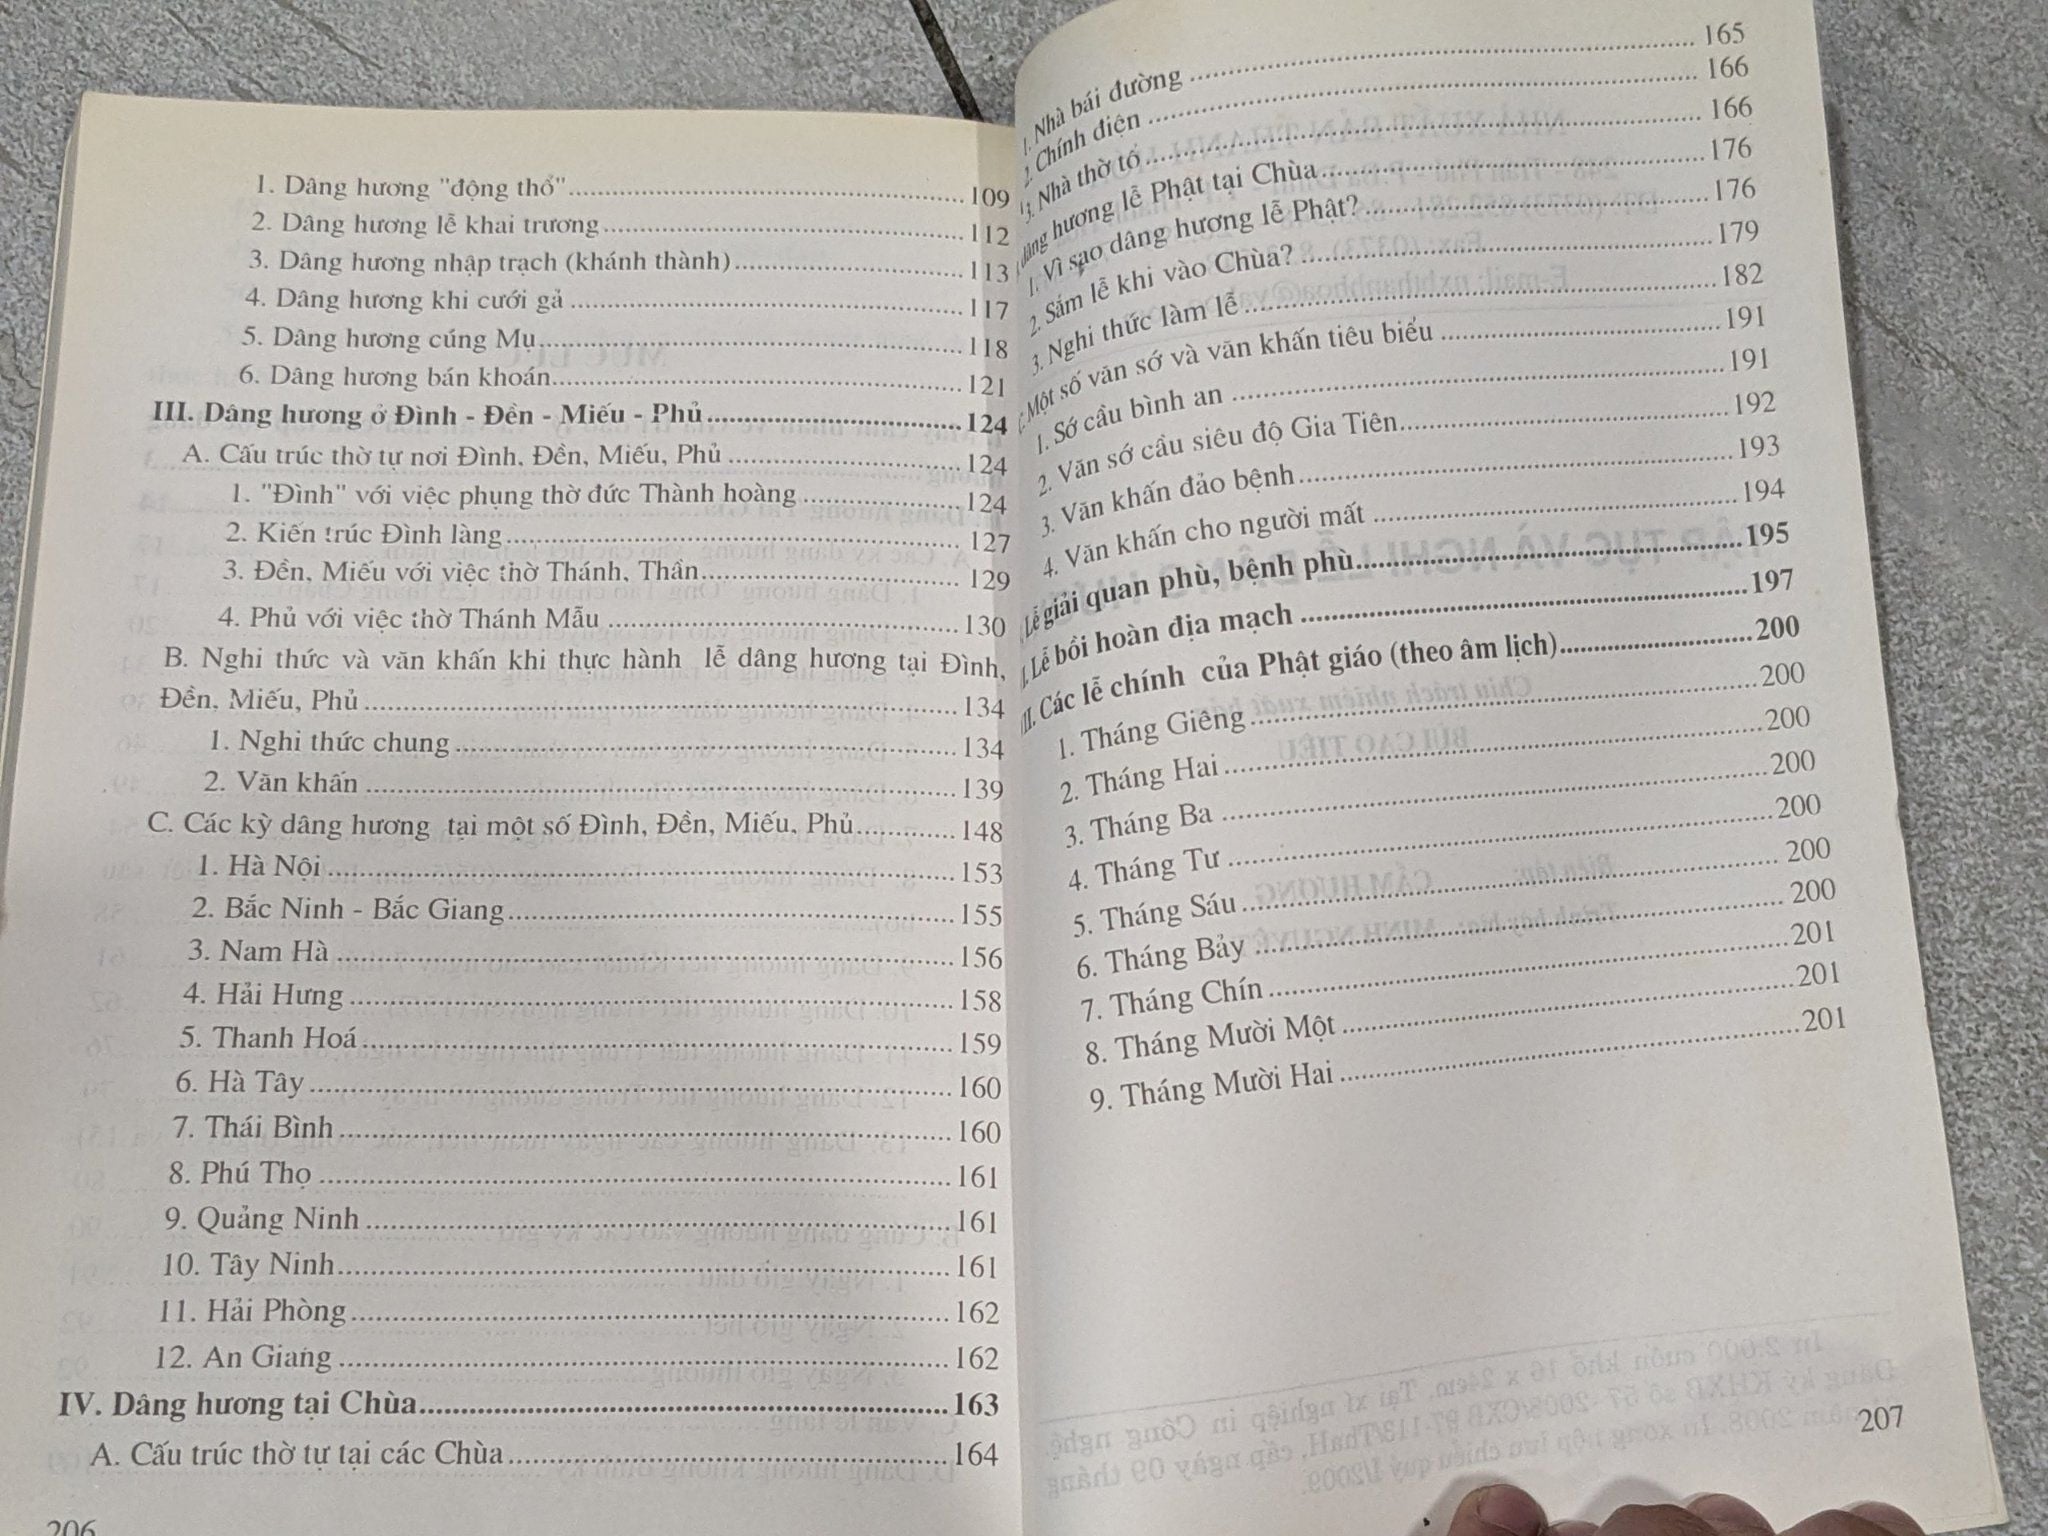 1. Dâng hương "động thổ"........109
2. Dâng hương lễ khai trương........112
3. Dâng hương nhập trạch (khánh thành)........113
4. Dâng hương khi cưới gả........117
5. Dâng hương cúng Mụ........118
6. Dâng hương bán khoán........121
III. Dâng hương ở Đình - Đền - Miếu - Phủ........124
A. Cấu trúc thờ tự nơi Đình, Đền, Miếu, Phủ........124
1. "Đình" với việc phụng thờ đức Thành hoàng........124
2. Kiến trúc Đình làng........127
3. Đền, Miếu với việc thờ Thánh, Thần........129
4. Phủ với việc thờ Thánh Mẫu........130
B. Nghi thức và văn khấn khi thực hành lễ dâng hương tại Đình,
Đền, Miếu, Phủ........134
1. Nghi thức chung........134
2. Văn khấn........139
C. Các kỳ dâng hương tại một số Đình, Đền, Miếu, Phủ........148
1. Hà Nội........153
2. Bắc Ninh - Bắc Giang........155
3. Nam Hà........156
4. Hải Hưng........158
5. Thanh Hoá........159
6. Hà Tây........160
7. Thái Bình........160
8. Phú Thọ........161
9. Quảng Ninh........161
10. Tây Ninh........161
11. Hải Phòng........162
12. An Giang........162
IV. Dâng hương tại Chùa........163
A. Cấu trúc thờ tự tại các Chùa........164
206
1. Nhà bái đường........165
2. Chính điện........166
3. Nhà thờ tổ........166
dâng hương lễ Phật tại Chùa........176
1. Vì sao dâng hương lễ Phật?........176
2. Sắm lễ khi vào Chùa?........179
3. Nghi thức làm lễ........182
C. Một số văn sớ và văn khấn tiêu biểu........191
1. Sớ cầu bình an........191
2. Văn sớ cầu siêu độ Gia Tiên........192
3. Văn khấn đảo bệnh........193
4. Văn khấn cho người mất........194
Lễ giải quan phù, bệnh phù........195
I. Lễ bồi hoàn địa mạch........197
II. Các lễ chính của Phật giáo (theo âm lịch)........200
1. Tháng Giêng........200
2. Tháng Hai........200
3. Tháng Ba........200
4. Tháng Tư........200
5. Tháng Sáu........200
6. Tháng Bảy........200
7. Tháng Chín........201
8. Tháng Mười Một........201
9. Tháng Mười Hai........201
207